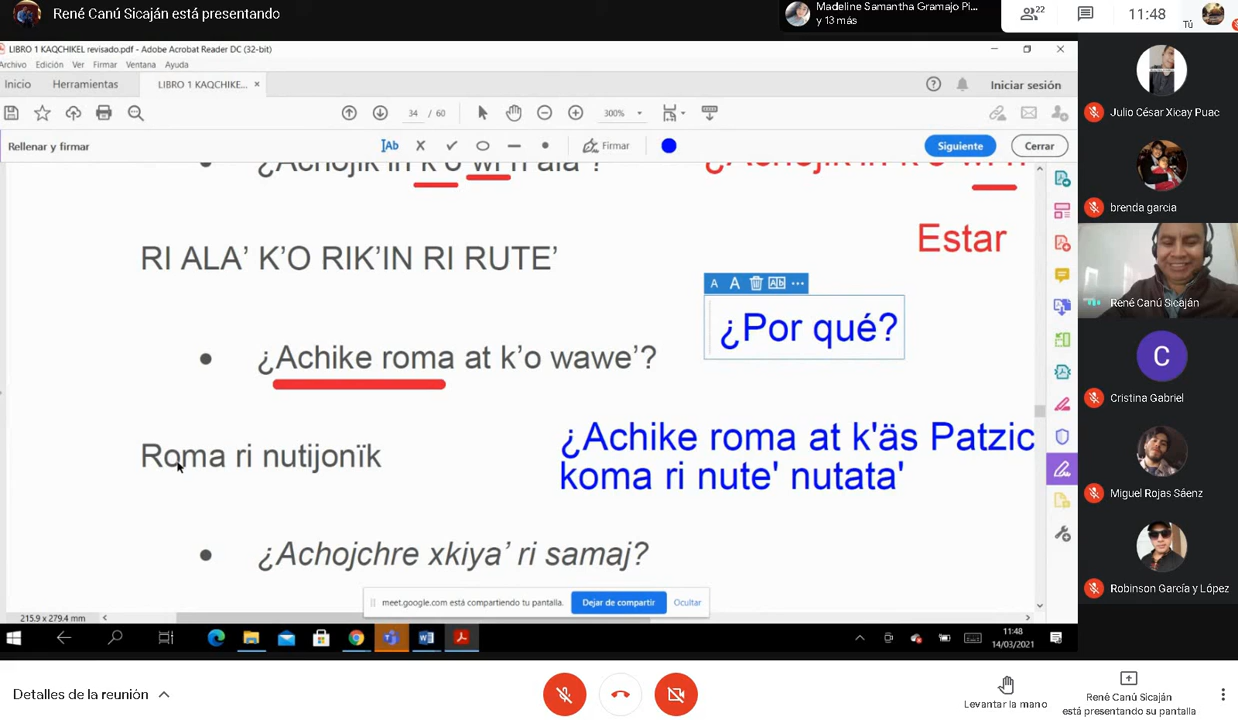 René Canú Sicaján está presentando
Madeline Samantha Gramajo Pi...
y 13 más
22
11:48
Tú
LIBRO 1 KAQCHIKEL revisado.pdf - Adobe Acrobat Reader DC (32-bit)
Archivo Edición Ver Firmar Ventana Ayuda
Inicio Herramientas LIBRO 1 KAQCHIKE... ×
Iniciar sesión
34 / 60 300%
Rellenar y firmar
Ab Firmar
Siguiente Cerrar
Estar
RI ALA’ K’O RIK’IN RI RUTE’
A A Ab ...
¿Por qué?
¿Achike roma at k’o wawe’?
¿Achike roma at k'äs Patzic
koma ri nute' nutata'
Roma ri nutijonïk
¿Achojchre xkiya’ ri samaj?
meet.google.com está compartiendo tu pantalla. Dejar de compartir Ocultar
215.9 x 279.4 mm
11:48
14/03/2021
Julio César Xicay Puac
brenda garcia
René Canú Sicaján
C
Cristina Gabriel
Miguel Rojas Sáenz
Robinson García y López
Detalles de la reunión
Levantar la mano
René Canú Sicaján
está presentando su pantalla